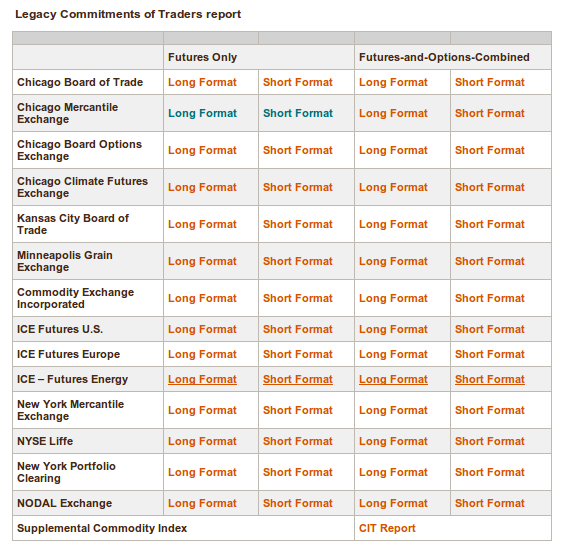 Legacy Commitments of Traders report
Futures Only Futures-and-Options-Combined
Chicago Board of Trade Long Format Short Format Long Format Short Format
Chicago Mercantile
Exchange Long Format Short Format Long Format Short Format
Chicago Board Options
Exchange Long Format Short Format Long Format Short Format
Chicago Climate Futures
Exchange Long Format Short Format Long Format Short Format
Kansas City Board of
Trade Long Format Short Format Long Format Short Format
Minneapolis Grain
Exchange Long Format Short Format Long Format Short Format
Commodity Exchange
Incorporated Long Format Short Format Long Format Short Format
ICE Futures U.S. Long Format Short Format Long Format Short Format
ICE Futures Europe Long Format Short Format Long Format Short Format
ICE – Futures Energy Long Format Short Format Long Format Short Format
New York Mercantile
Exchange Long Format Short Format Long Format Short Format
NYSE Liffe Long Format Short Format Long Format Short Format
New York Portfolio
Clearing Long Format Short Format Long Format Short Format
NODAL Exchange Long Format Short Format Long Format Short Format
Supplemental Commodity Index CIT Report